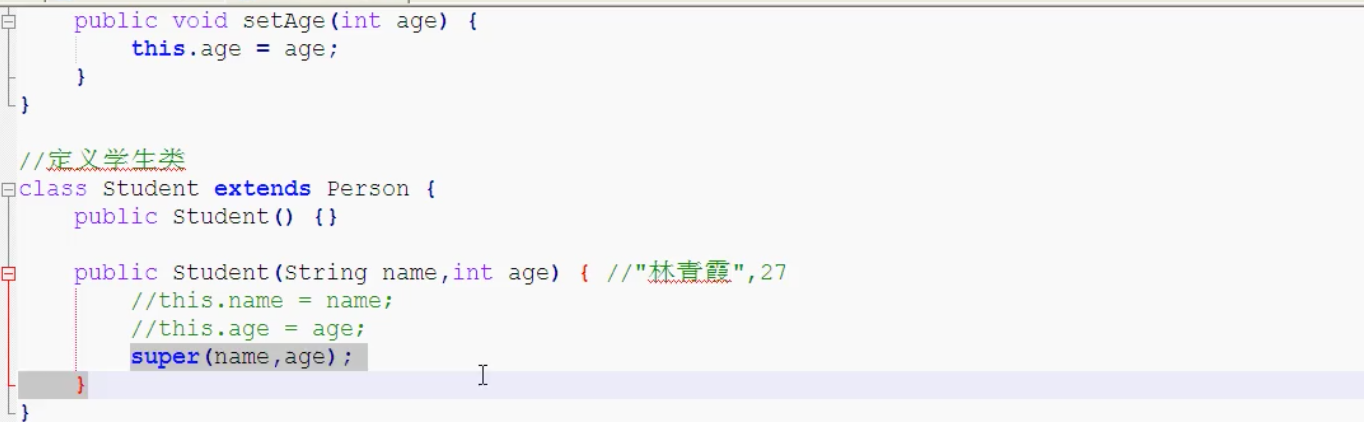 public void setAge(int age) {
this.age = age;
}
}
//定义学生类
class Student extends Person {
public Student() {}
public Student(String name,int age) { //"林青霞",27
//this.name = name;
//this.age = age;
super(name,age);
}
}